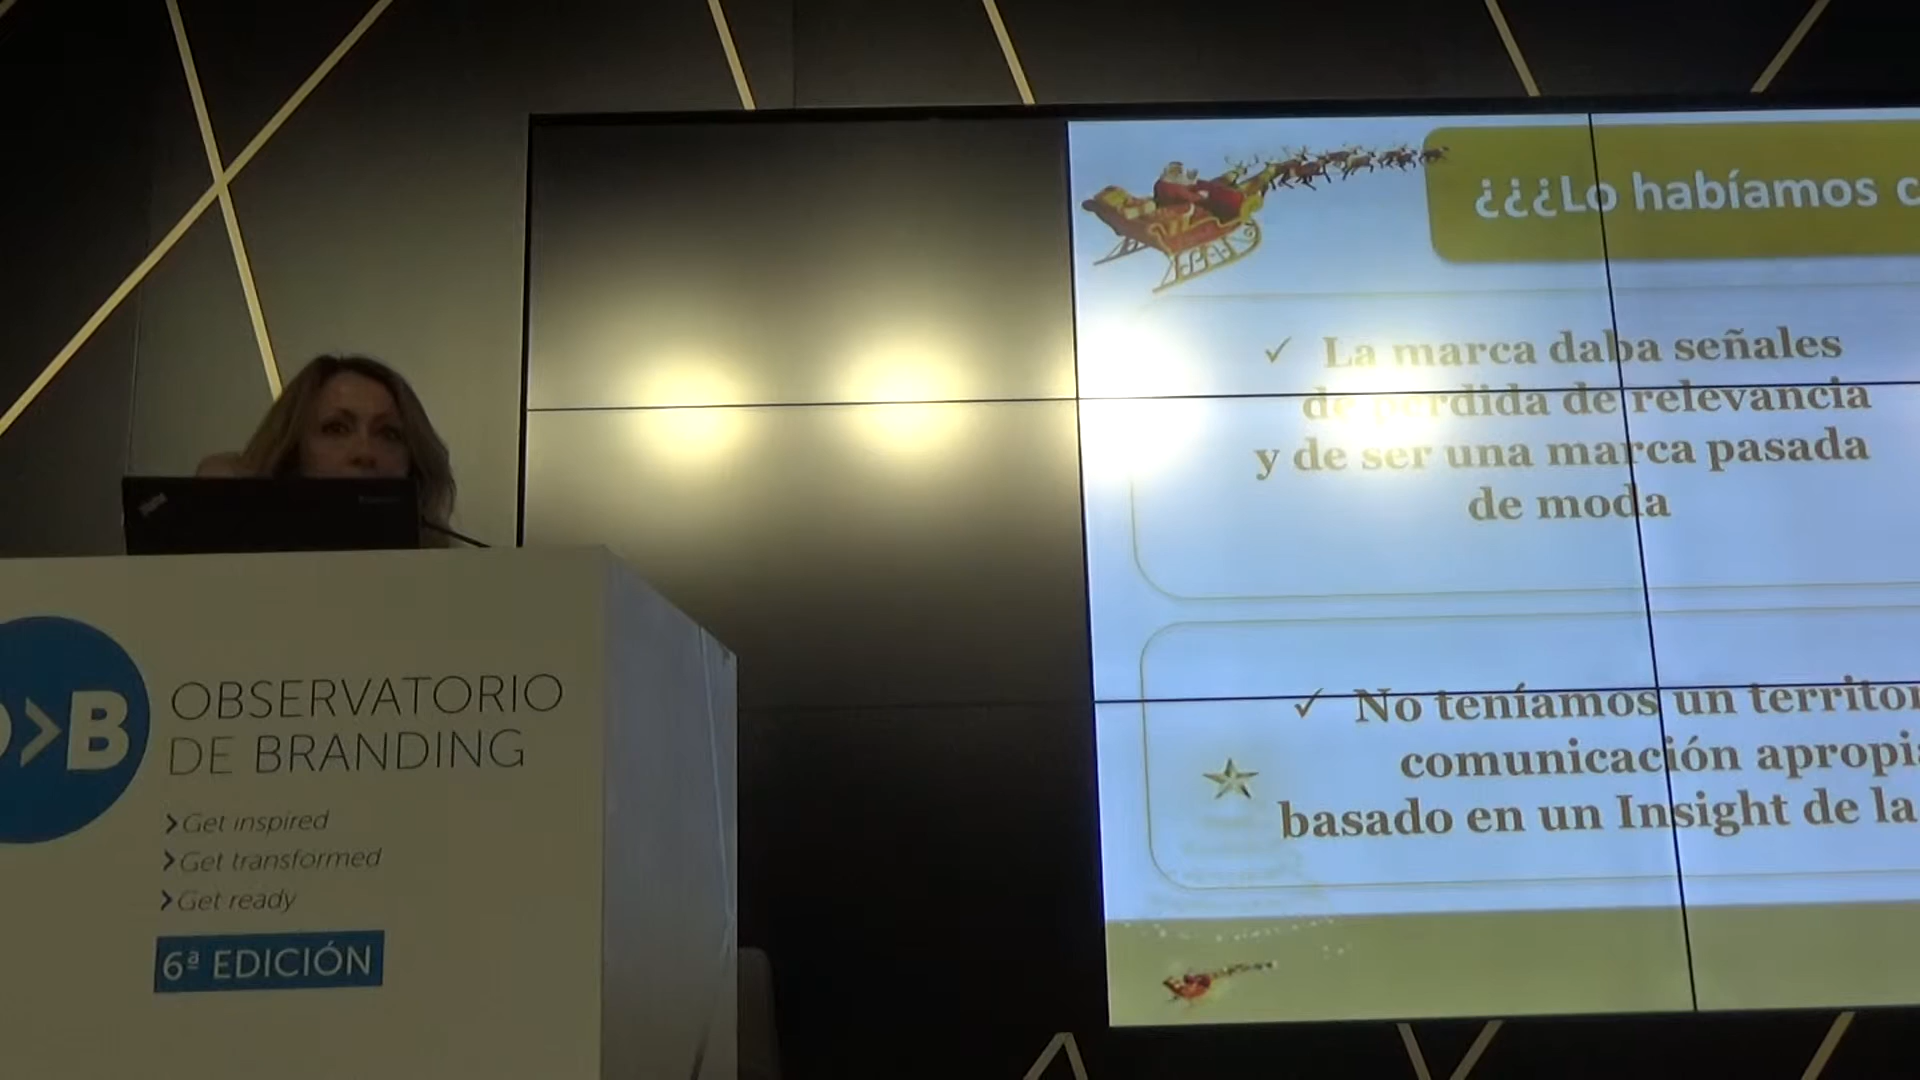 ¿¿¿Lo habíamos c
✓ La marca daba señales
de pérdida de relevancia
y de ser una marca pasada
de moda
✓ No teníamos un territor
comunicación apropi
basado en un Insight de la
>B
OBSERVATORIO
DE BRANDING
>Get inspired
>Get transformed
>Get ready
6ª EDICIÓN